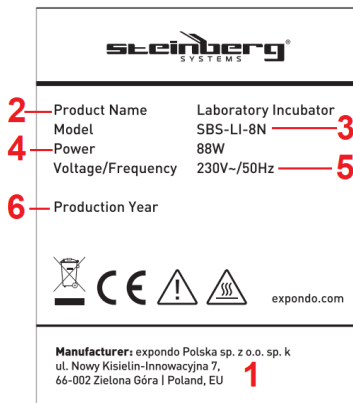 steinberg®
SYSTEMS
2 Product Name Laboratory Incubator
Model SBS-LI-8N 3
4 Power 88W
Voltage/Frequency 230V~/50Hz 5
6 Production Year
CE
expondo.com
Manufacturer: expondo Polska sp. z o.o. sp. k
ul. Nowy Kisielin-Innowacyjna 7,
66-002 Zielona Góra | Poland, EU 1